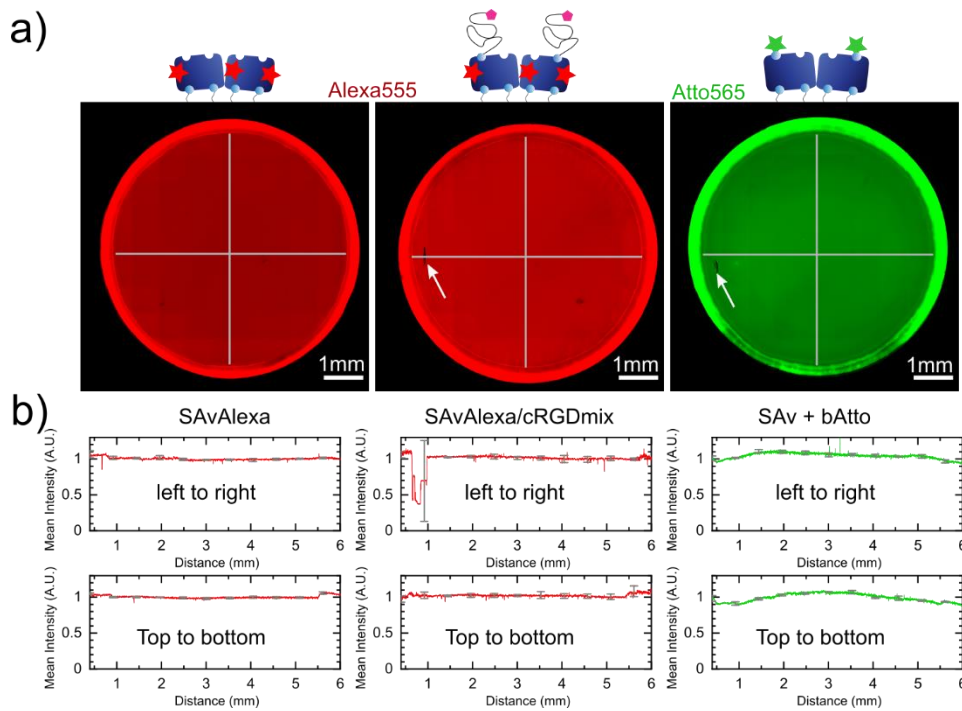 a)
Alexa555
Atto565
1mm
1mm
1mm
b)
SAvAlexa
SAvAlexa/cRGDmix
SAv + bAtto
Mean Intensity (A.U.)
1
0.5
0
left to right
1 2 3 4 5 6
Distance (mm)
Mean Intensity (A.U.)
1
0.5
0
left to right
1 2 3 4 5 6
Distance (mm)
Mean Intensity (A.U.)
1
0.5
0
left to right
1 2 3 4 5 6
Distance (mm)
Mean Intensity (A.U.)
1
0.5
0
Top to bottom
1 2 3 4 5 6
Distance (mm)
Mean Intensity (A.U.)
1
0.5
0
Top to bottom
1 2 3 4 5 6
Distance (mm)
Mean Intensity (A.U.)
1
0.5
0
Top to bottom
1 2 3 4 5 6
Distance (mm)